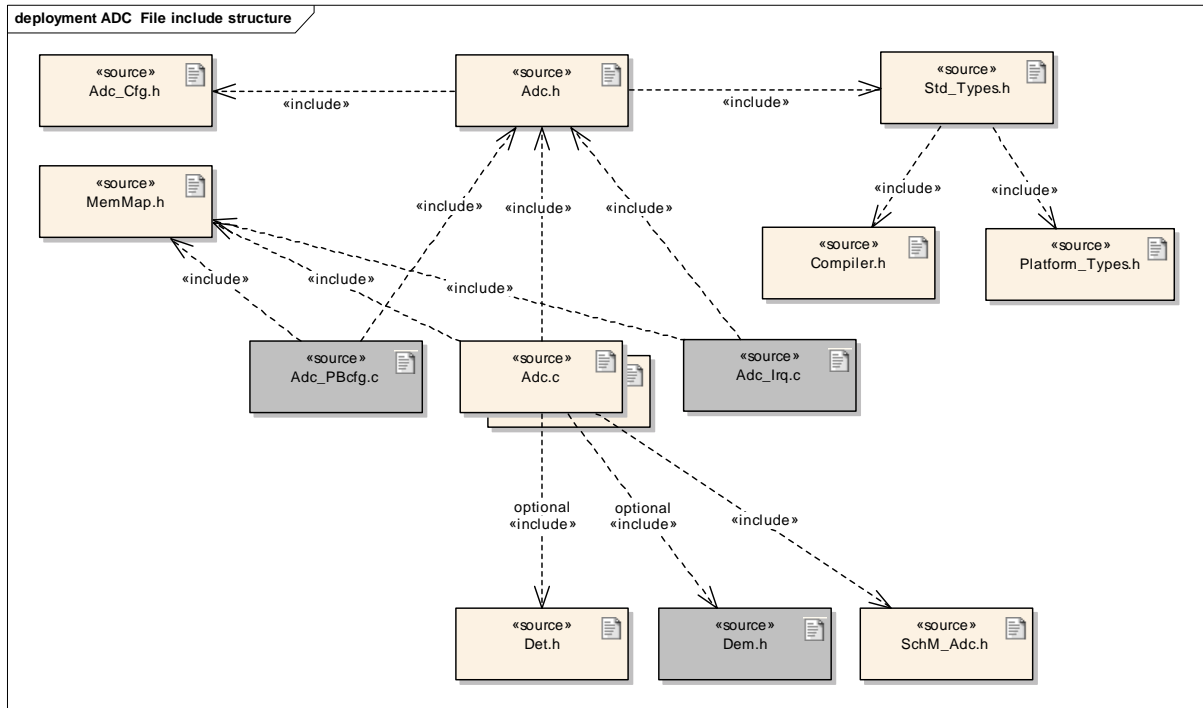 deployment ADC File include structure
«source»
Adc_Cfg.h
«source»
Adc.h
«source»
Std_Types.h
«include»
«include»
«source»
MemMap.h
«include»
«include»
«include»
«include»
«include»
«source»
Compiler.h
«source»
Platform_Types.h
«include»
«include»
«include»
«source»
Adc_PBcfg.c
«source»
Adc.c
«source»
Adc_Irq.c
optional
«include»
optional
«include»
«include»
«source»
Det.h
«source»
Dem.h
«source»
SchM_Adc.h